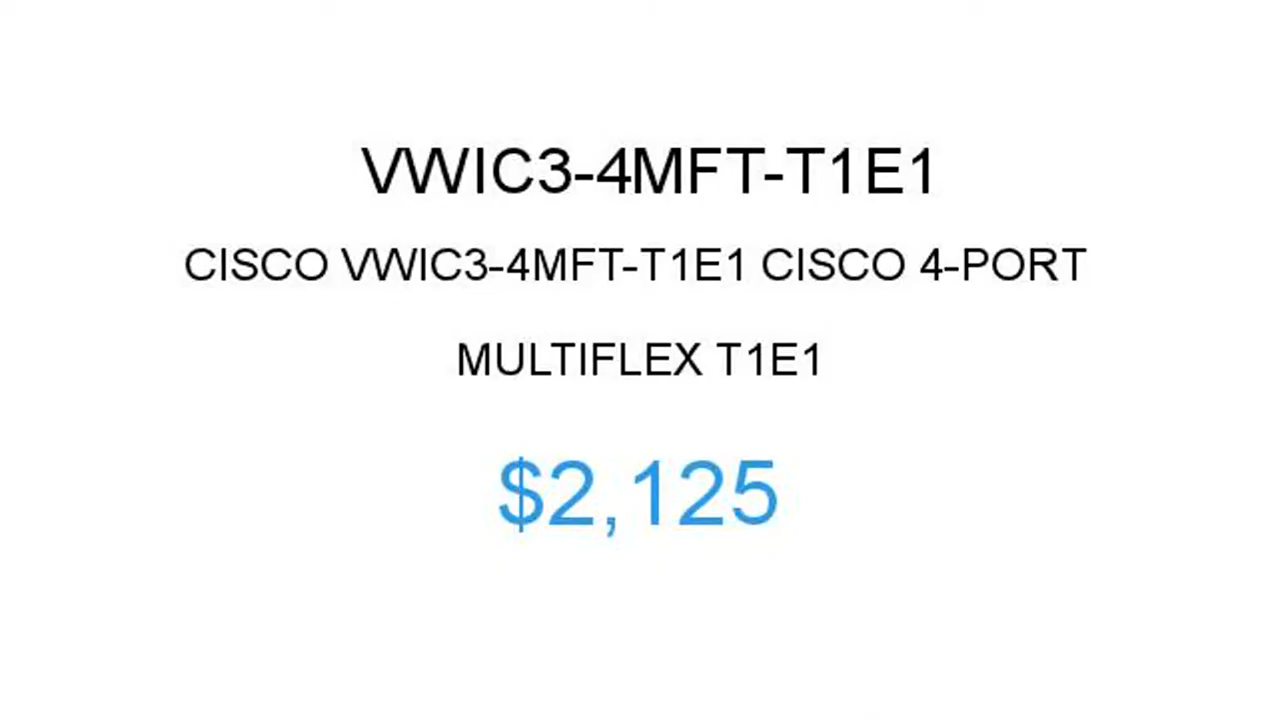 VWIC3-4MFT-T1E1
CISCO VWIC3-4MFT-T1E1 CISCO 4-PORT
MULTIFLEX T1E1
$2,125